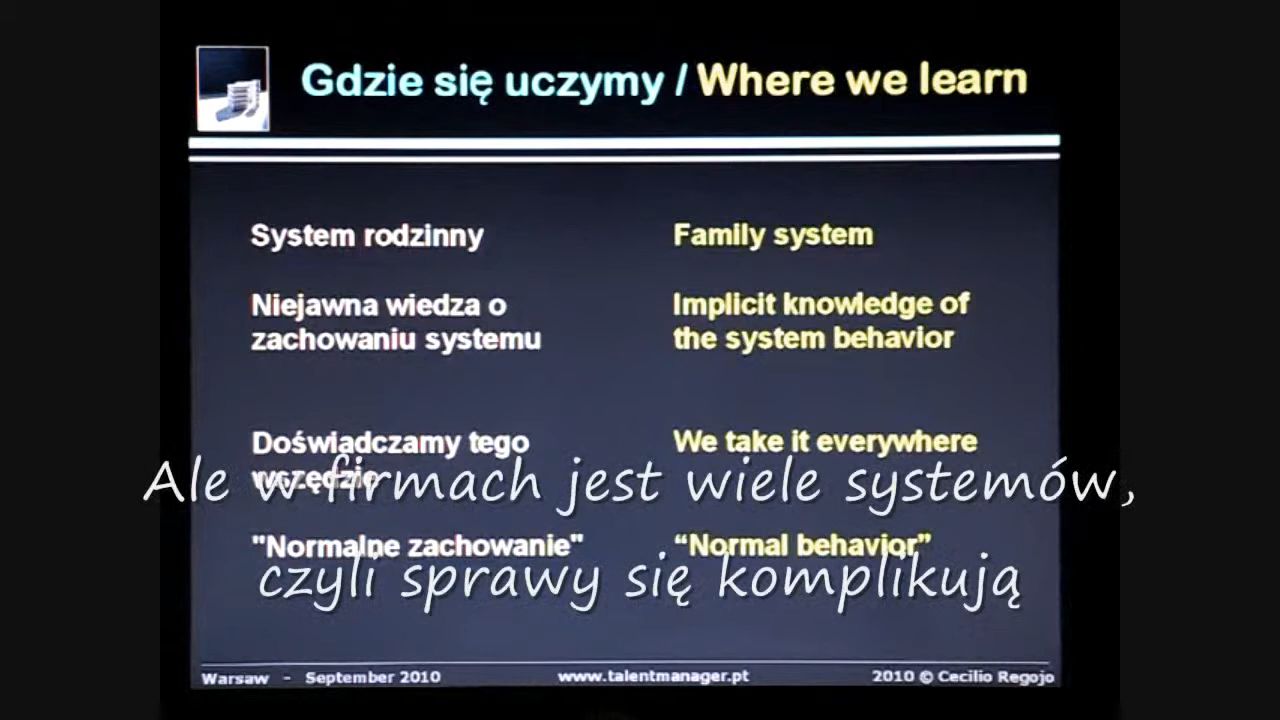 Gdzie się uczymy / Where we learn
System rodzinny
Family system
Niejawna wiedza o
zachowaniu systemu
Implicit knowledge of
the system behavior
Doświadczamy tego
wszędzie
We take it everywhere
"Normalne zachowanie"
“Normal behavior”
Ale w firmach jest wiele systemów,
czyli sprawy się komplikują
Warsaw - September 2010
www.talentmanager.pt
2010 © Cecilio Regojo